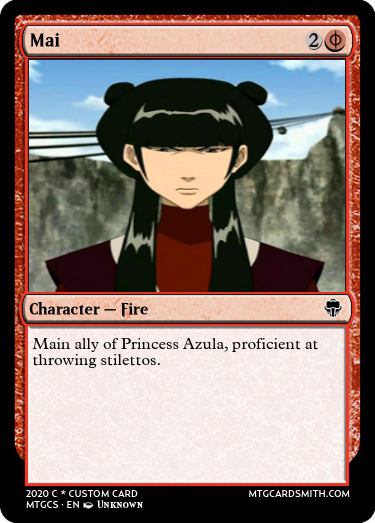 Mai
2
Character — Fire
Main ally of Princess Azula, proficient at
throwing stilettos.
2020 C * CUSTOM CARD
MTGCARDSMITH.COM
MTGCS · EN UNKNOWN